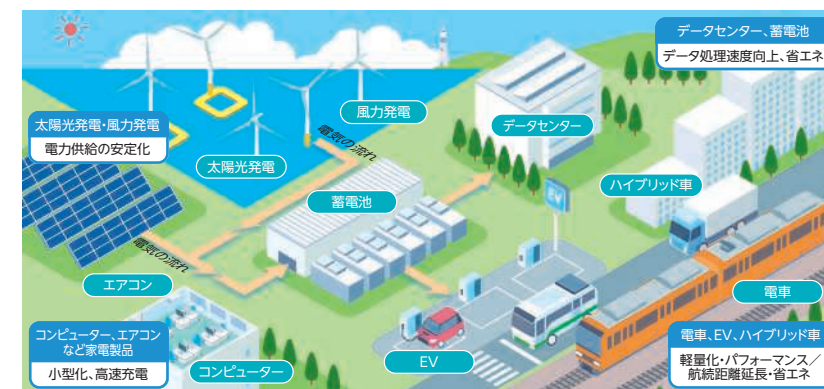 データセンター、蓄電池
データ処理速度向上、省エネ
太陽光発電・風力発電
電力供給の安定化
風力発電
電気の流れ
データセンター
太陽光発電
蓄電池
EV
ハイブリッド車
電気の流れ
エアコン
電車
コンピューター、エアコン
など家電製品
小型化、高速充電
コンピューター
EV
電車、EV、ハイブリッド車
軽量化・パフォーマンス／
航続距離延長・省エネ